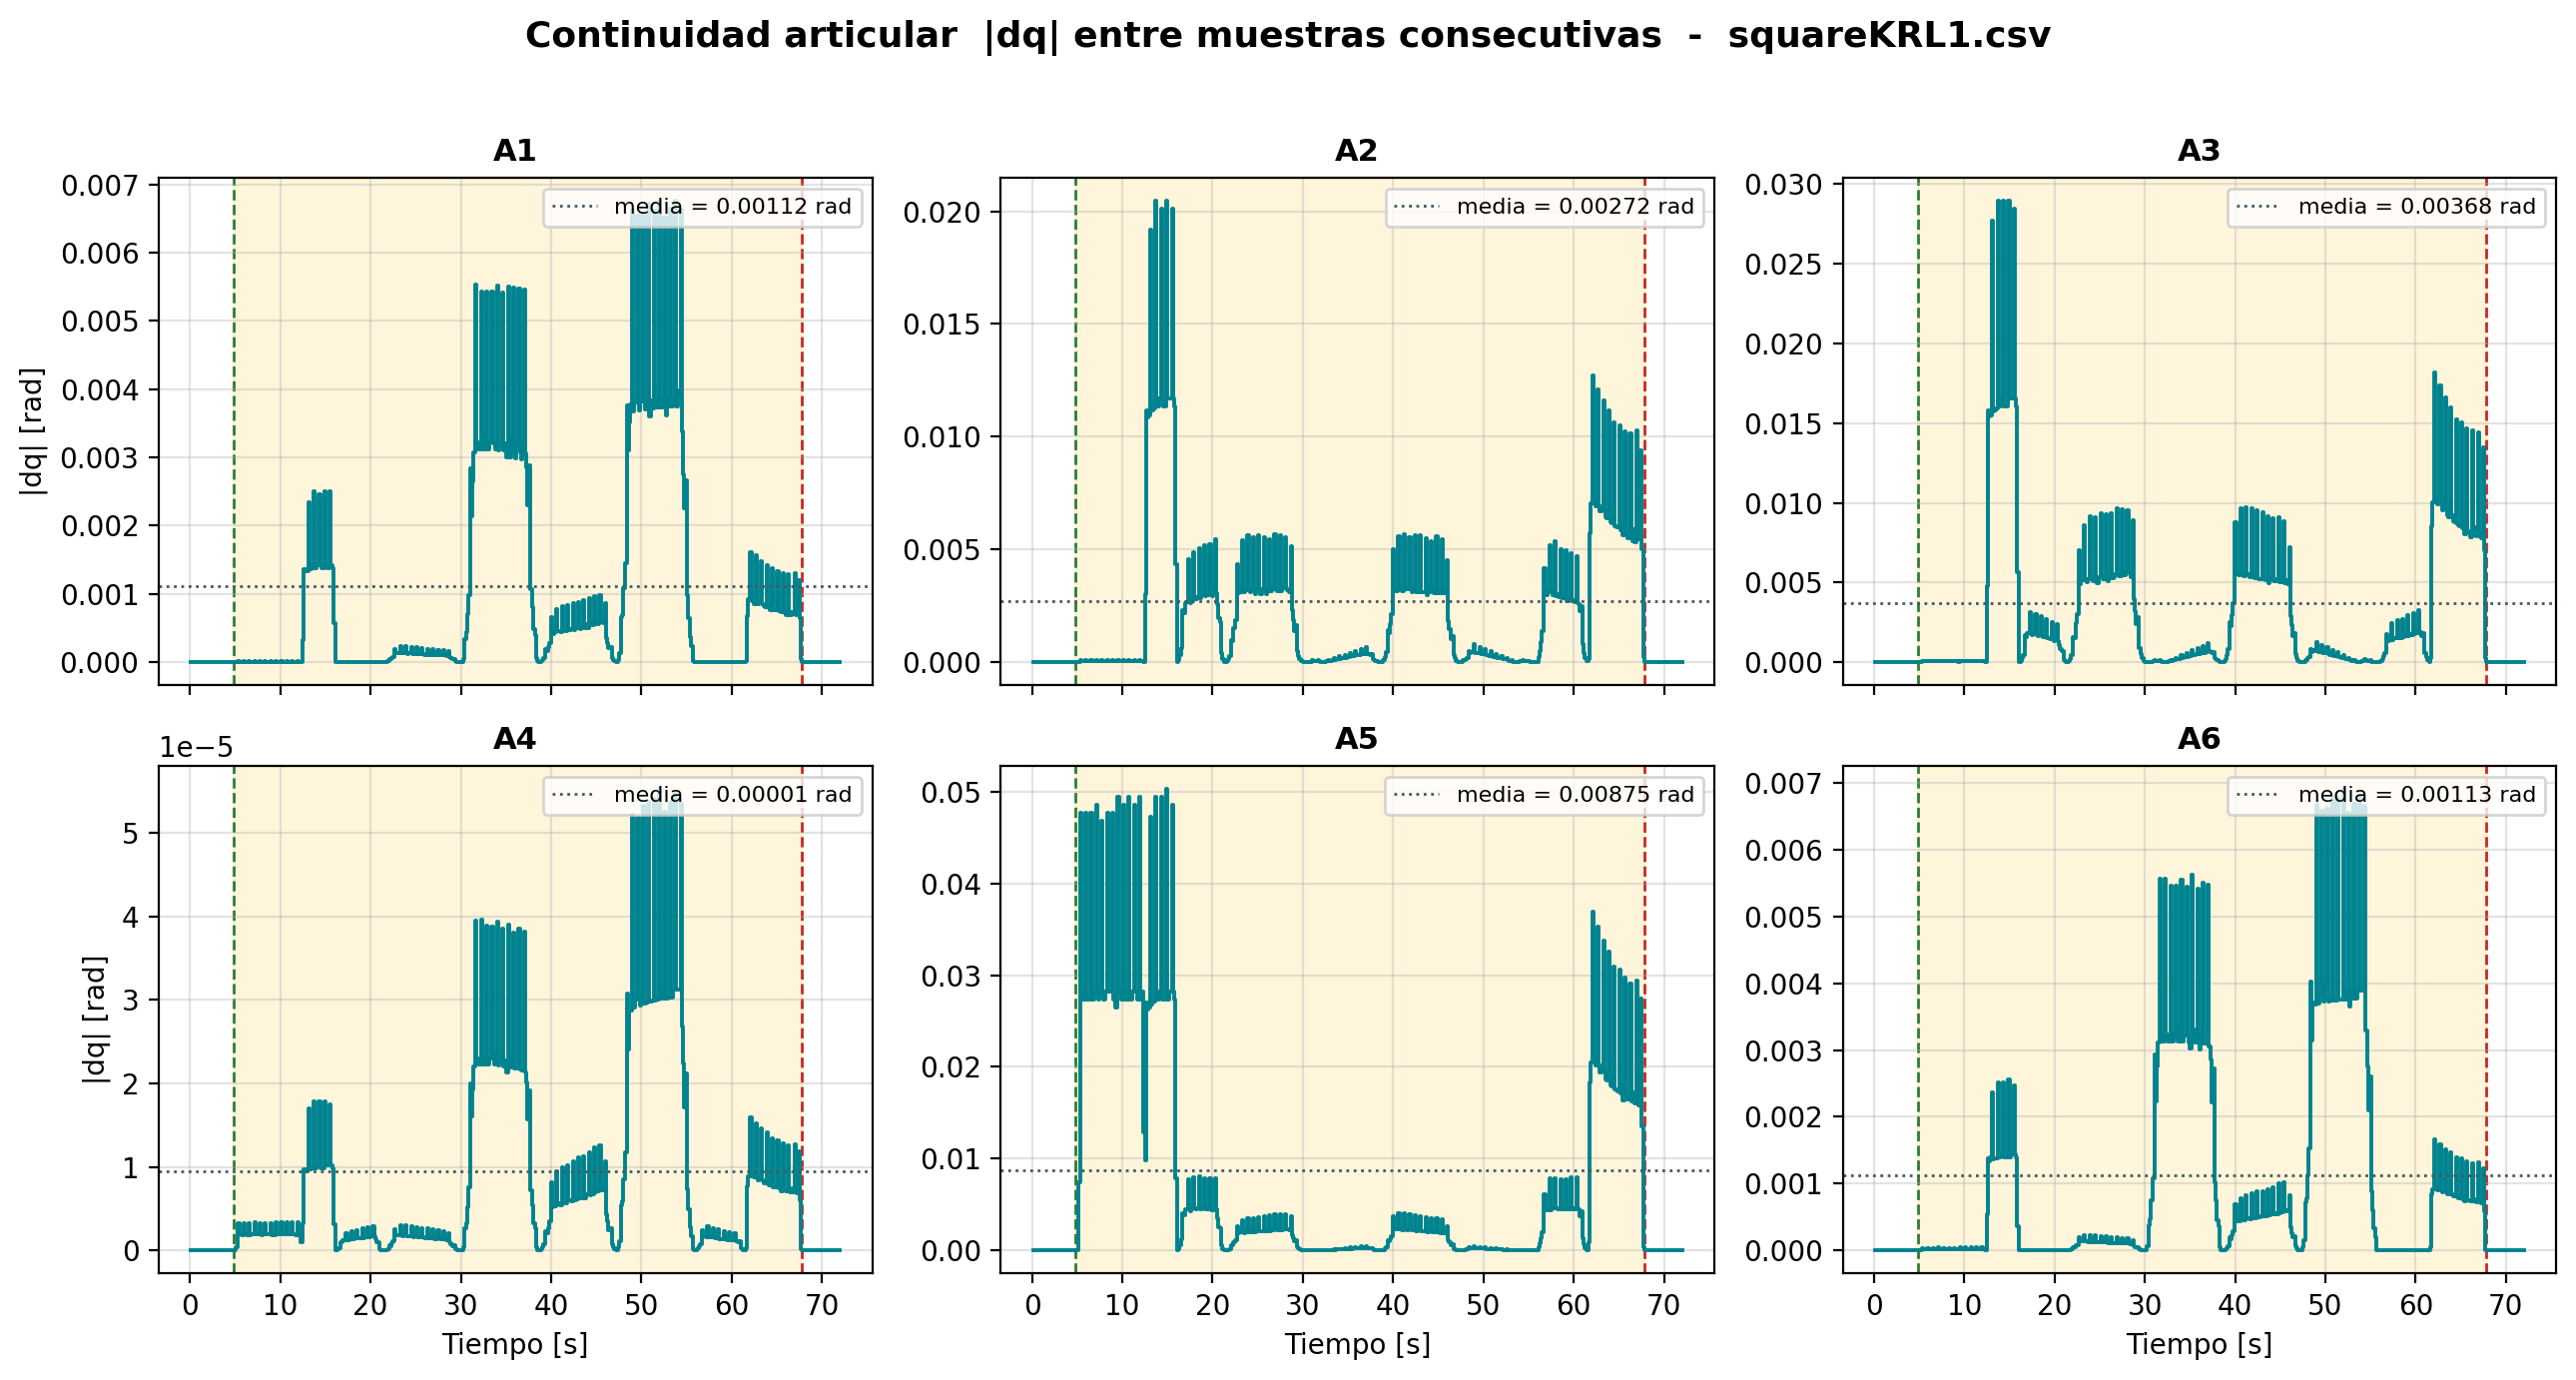 Continuidad articular  |dq| entre muestras consecutivas  -  squareKRL1.csv
A1
|dq| [rad]
0.007
0.006
0.005
0.004
0.003
0.002
0.001
0.000
media = 0.00112 rad
A2
0.020
0.015
0.010
0.005
0.000
media = 0.00272 rad
A3
0.030
0.025
0.020
0.015
0.010
0.005
0.000
media = 0.00368 rad
A4
1e−5
|dq| [rad]
5
4
3
2
1
0
media = 0.00001 rad
0 10 20 30 40 50 60 70
Tiempo [s]
A5
0.05
0.04
0.03
0.02
0.01
0.00
media = 0.00875 rad
0 10 20 30 40 50 60 70
Tiempo [s]
A6
0.007
0.006
0.005
0.004
0.003
0.002
0.001
0.000
media = 0.00113 rad
0 10 20 30 40 50 60 70
Tiempo [s]